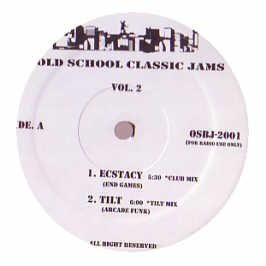 OLD SCHOOL CLASSIC JAMS
VOL. 2
IDE. A
OSBJ-2001
(FOR RADIO USE ONLY)
1. ECSTACY 5:30 *CLUB MIX
(END GAMES)
2. TILT 6:00 *TILT MIX
(ARCADE FUNK)
ALL RIGHT RESERVED